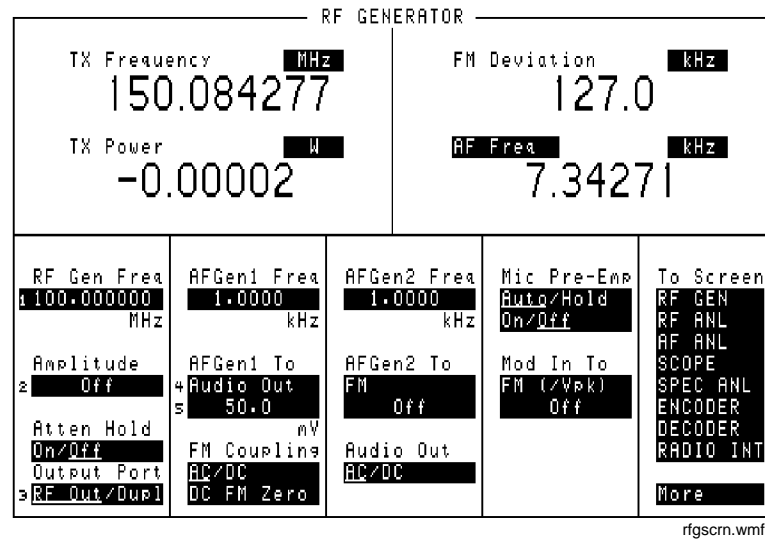 RF GENERATOR
TX Frequency MHz
150.084277
TX Power W
-0.00002
FM Deviation kHz
127.0
AF Freq kHz
7.34271
RF Gen Freq
1 100.000000
MHz
Amplitude
2 Off
Atten Hold
On/Off
Output Port
3 RF Out/Dupl
AFGen1 Freq
1.0000
kHz
AFGen1 To
4 Audio Out
5 50.0
mV
FM Coupling
AC/DC
DC FM Zero
AFGen2 Freq
1.0000
kHz
AFGen2 To
FM
Off
Audio Out
AC/DC
Mic Pre-Emp
Auto/Hold
On/Off
Mod In To
FM (/Vpk)
Off
To Screen
RF GEN
RF ANL
AF ANL
SCOPE
SPEC ANL
ENCODER
DECODER
RADIO INT
More
rfgscrn.wmf